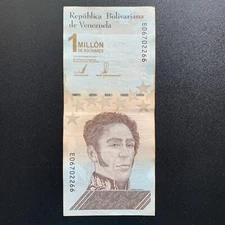 República Bolivariana
de Venezuela
1 MILLÓN
DE BOLÍVARES
E06702266
E06702266